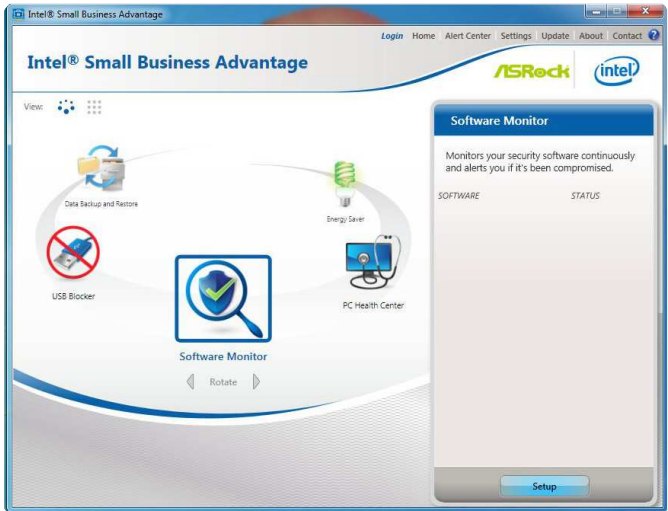 Intel® Small Business Advantage
Login Home Alert Center Settings Update About Contact ?
Intel® Small Business Advantage
ASRock
intel
View:
Software Monitor
Monitors your security software continuously
and alerts you if it's been compromised.
SOFTWARE STATUS
Data Backup and Restore
Energy Saver
USB Blocker
PC Health Center
Software Monitor
Rotate
Setup